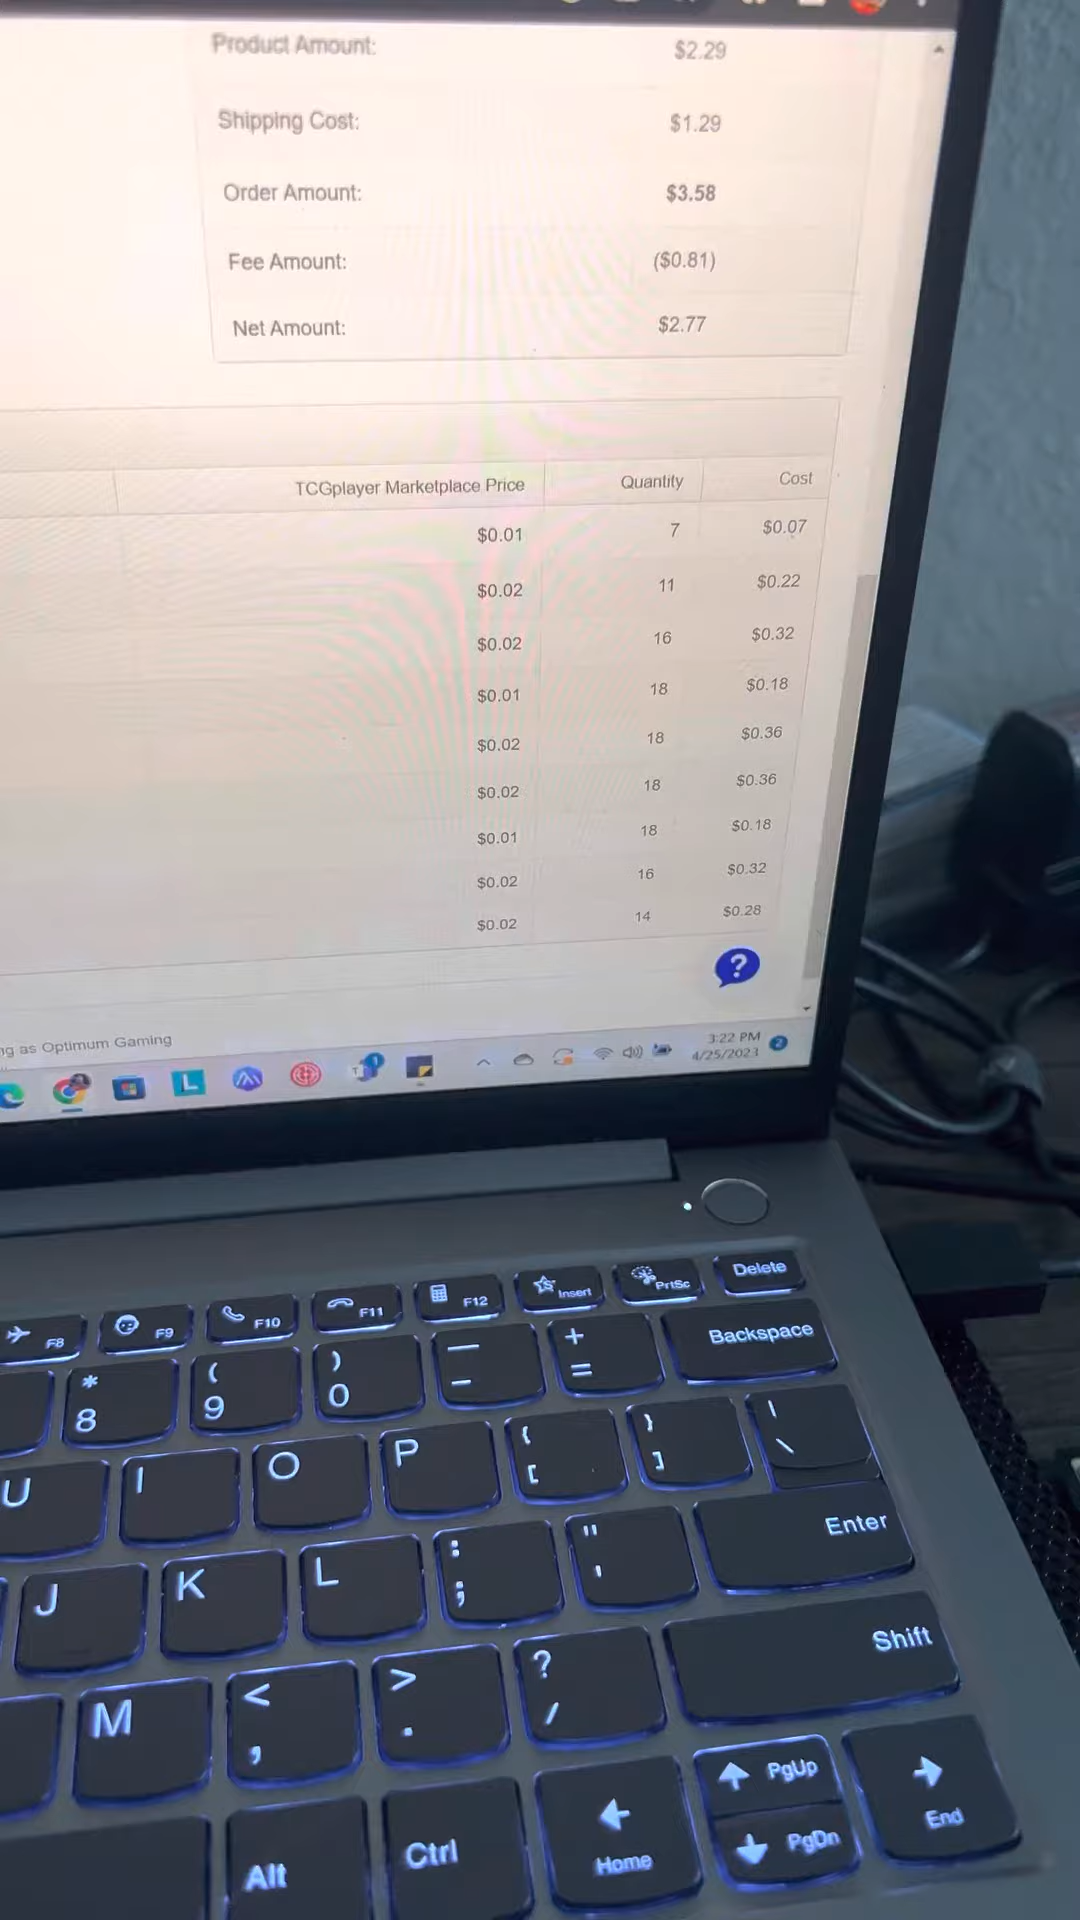 Product Amount: $2.29
Shipping Cost: $1.29
Order Amount: $3.58
Fee Amount: ($0.81)
Net Amount: $2.77
TCGplayer Marketplace Price Quantity Cost
$0.01 7 $0.07
$0.02 11 $0.22
$0.02 16 $0.32
$0.01 18 $0.18
$0.02 18 $0.36
$0.02 18 $0.36
$0.01 18 $0.18
$0.02 16 $0.32
$0.02 14 $0.28
?
ng as Optimum Gaming
3:22 PM
4/25/2023 2
L T 1
F8 F9 F10 F11 F12 Insert PrtSc Delete
* 8 ( 9 ) 0 — - + = Backspace
U I O P { [ } ] | \
J K L : ; " ' Enter
M < , > . ? / Shift
Alt Ctrl Home PgUp PgDn End